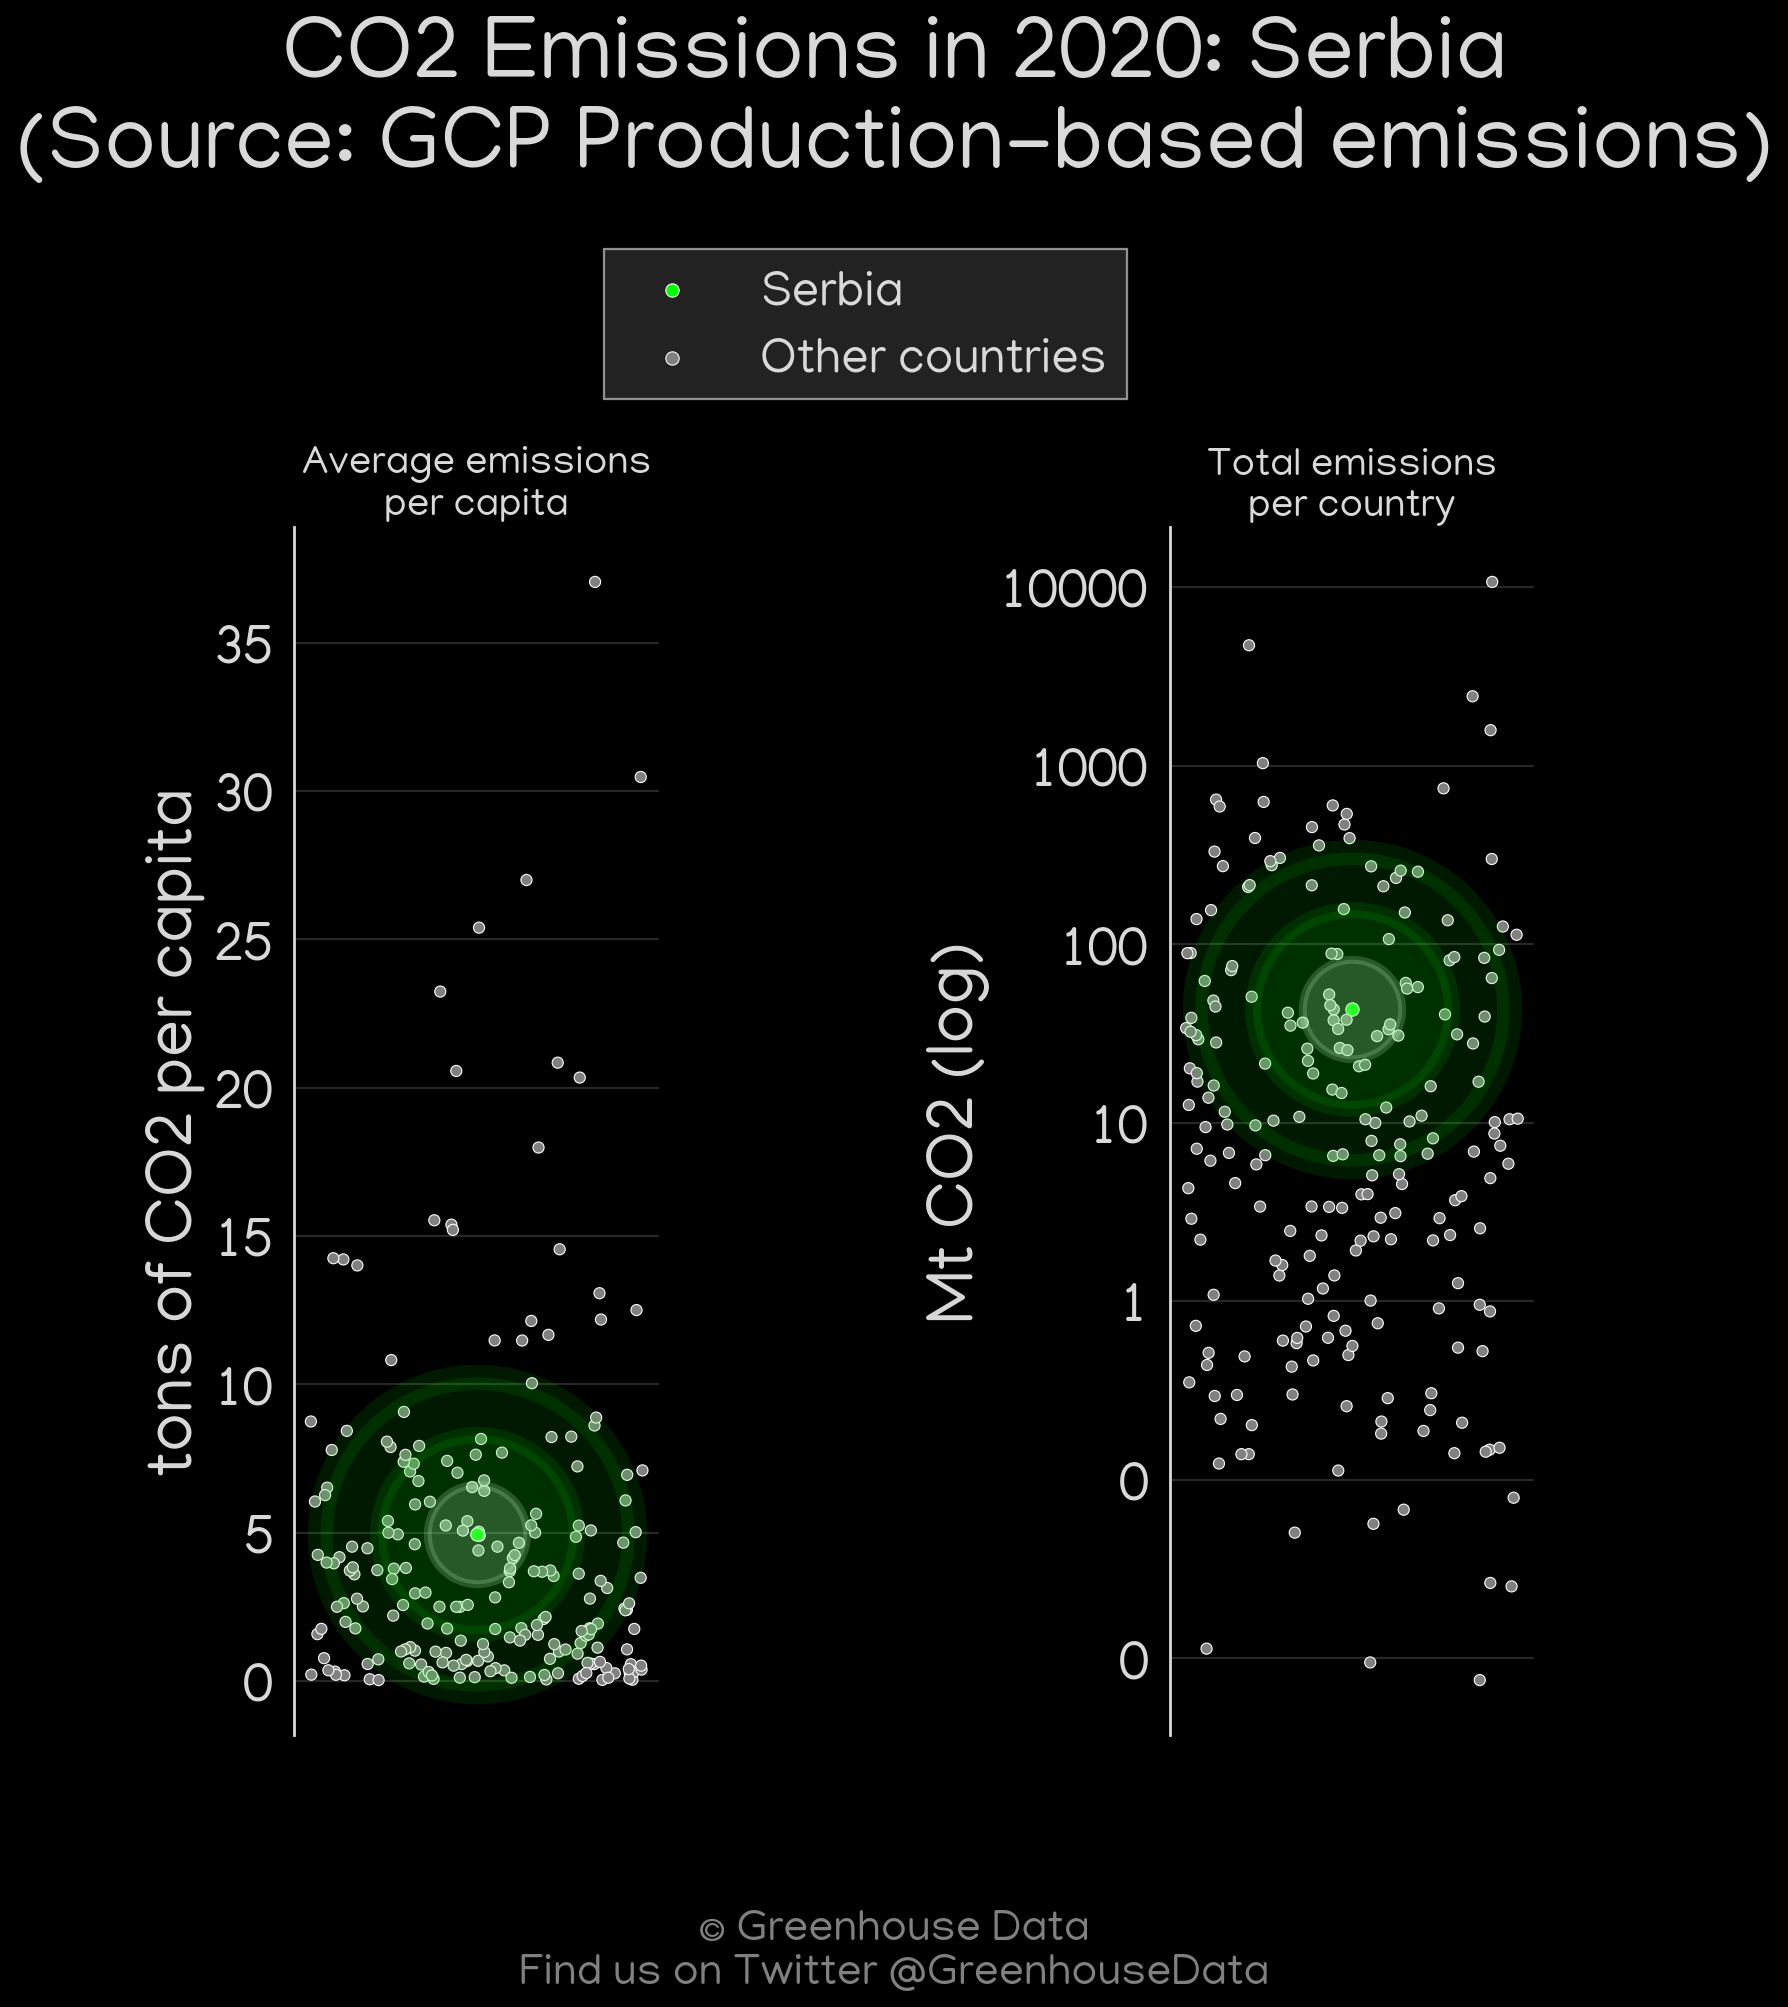 CO2 Emissions in 2020: Serbia
(Source: GCP Production-based emissions)
Serbia
Other countries
Average emissions
per capita
tons of CO2 per capita
35
30
25
20
15
10
5
0
Total emissions
per country
Mt CO2 (log)
10000
1000
100
10
1
0
0
© Greenhouse Data
Find us on Twitter @GreenhouseData